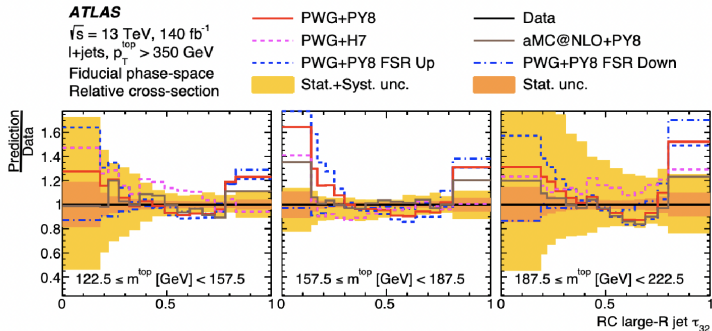 ATLAS
√s = 13 TeV, 140 fb⁻¹
l+jets, p_T^top > 350 GeV
Fiducial phase-space
Relative cross-section
PWG+PY8
PWG+H7
PWG+PY8 FSR Up
Stat.+Syst. unc.
Data
aMC@NLO+PY8
PWG+PY8 FSR Down
Stat. unc.
Prediction
Data
1.6
1.4
1.2
1
0.8
0.6
0.4
122.5 ≤ m^top [GeV] < 157.5
157.5 ≤ m^top [GeV] < 187.5
187.5 ≤ m^top [GeV] < 222.5
0 0.5 1 0 0.5 1 0 0.5 1
RC large-R jet τ₃₂